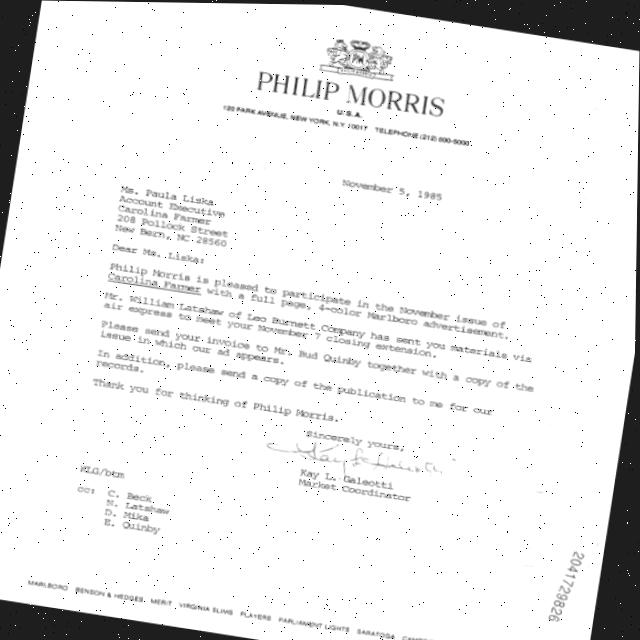 PHILIP MORRIS
U.S.A.
120 PARK AVENUE, NEW YORK, N.Y. 10017 TELEPHONE (212) 880-5000
November 5, 1985
Ms. Paula Liska
Account Executive
Carolina Farmer
208 Pollock Street
New Bern, NC 28560
Dear Ms. Liska:
Philip Morris is pleased to participate in the November issue of
Carolina Farmer with a full page, 4-color Marlboro advertisement.
Mr. William Latshaw of Leo Burnett Company has sent you materials via
air express to meet your November 7 closing extension.
Please send your invoice to Mr. Bud Quinby together with a copy of the
issue in which our ad appears.
In addition, please send a copy of the publication to me for our
records.
Thank you for thinking of Philip Morris.
Sincerely yours,
Kay L. Galeotti
Market Coordinator
KLG/btm
cc: C. Beck
W. Latshaw
D. Mika
E. Quinby
2041729826
MARLBORO BENSON & HEDGES MERIT VIRGINIA SLIMS PLAYERS PARLIAMENT LIGHTS SARATOGA